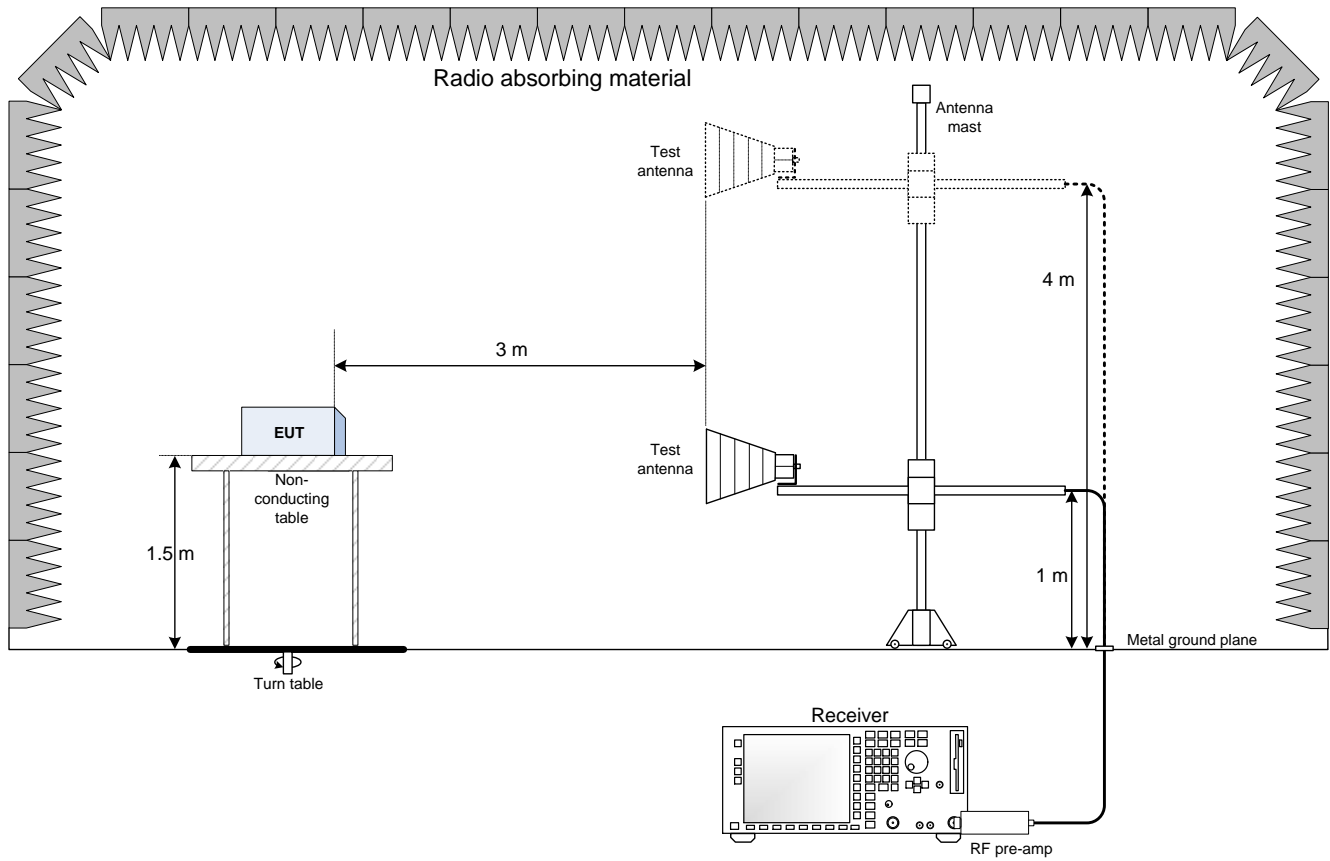 Radio absorbing material
Antenna
mast
Test
antenna
4 m
3 m
EUT
Test
antenna
Non-
conducting
table
1.5 m
1 m
Metal ground plane
Turn table
Receiver
RF pre-amp